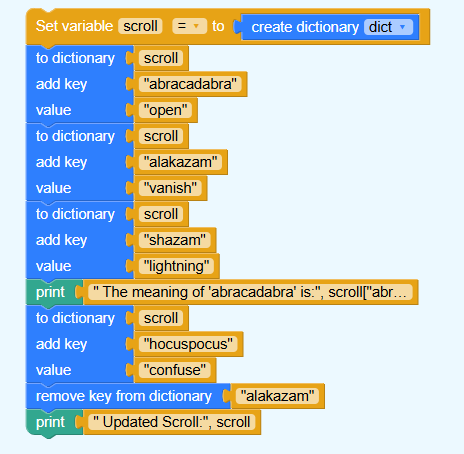 Set variable scroll = to create dictionary dict
to dictionary scroll
add key "abracadabra"
value "open"
to dictionary scroll
add key "alakazam"
value "vanish"
to dictionary scroll
add key "shazam"
value "lightning"
print " The meaning of 'abracadabra' is:", scroll["abr...
to dictionary scroll
add key "hocuspocus"
value "confuse"
remove key from dictionary "alakazam"
print " Updated Scroll:", scroll